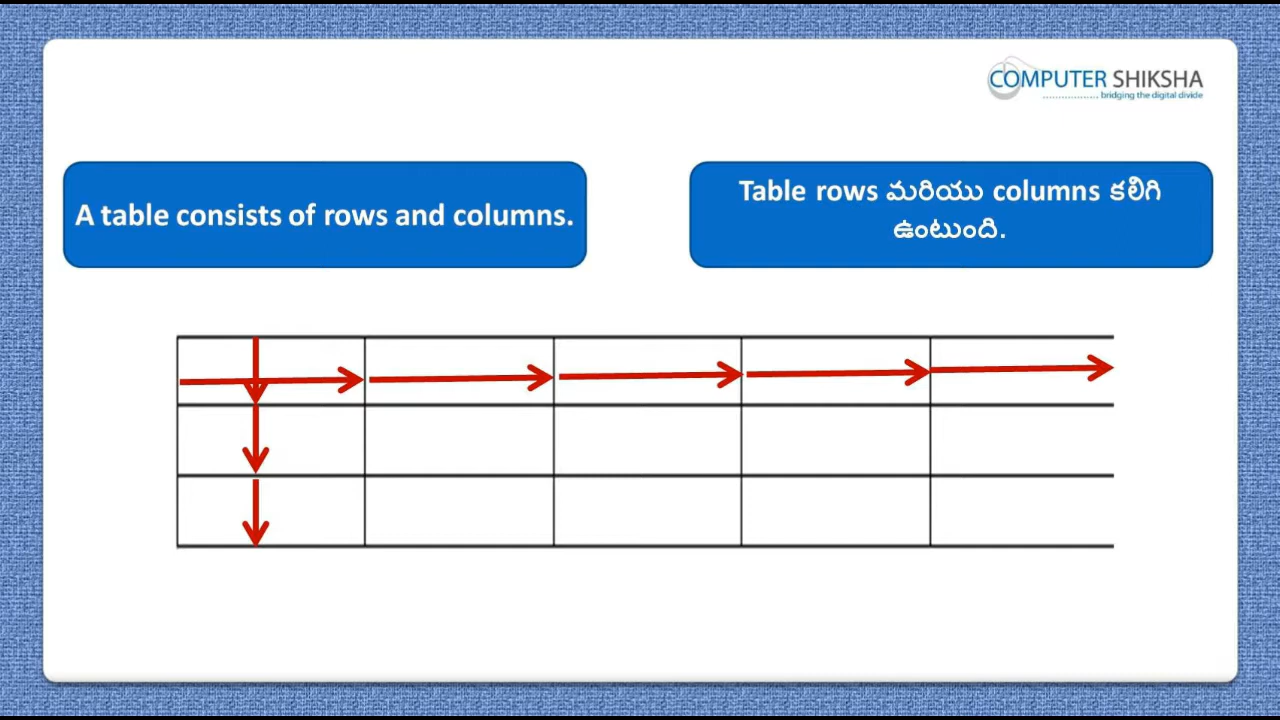 COMPUTER SHIKSHA
bridging the digital divide
A table consists of rows and columns.
Table rows మరియు columns కలిగి
ఉంటుంది.